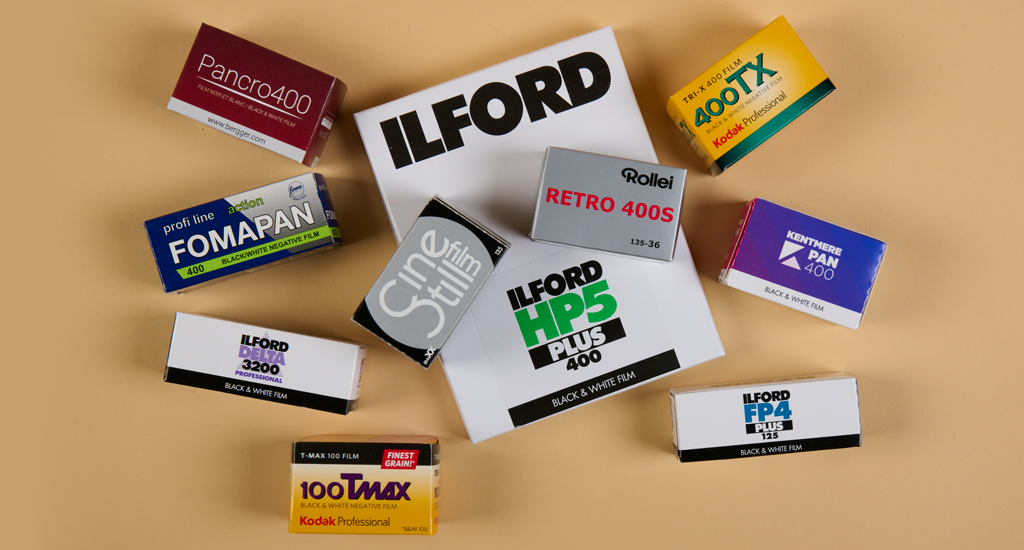 Pancro400
FILM NOIR ET BLANC / BLACK & WHITE FILM
www.bergger.com
ILFORD
TRI-X 400 FILM
400TX
BLACK & WHITE NEGATIVE FILM
Kodak Professional
profi line action
FOMAPAN
400 BLACK/WHITE NEGATIVE FILM
Rollei
RETRO 400S
135-36
Cine
Still
film
135
KENTMERE
PAN
400
BLACK & WHITE FILM
ILFORD
HP5
PLUS
400
BLACK & WHITE FILM
ILFORD
DELTA
3200
PROFESSIONAL
BLACK & WHITE FILM
ILFORD
FP4
PLUS
125
BLACK & WHITE FILM
T-MAX 100 FILM
FINEST
GRAIN!*
100TMAX
BLACK & WHITE NEGATIVE FILM
Kodak Professional
*B&W 100